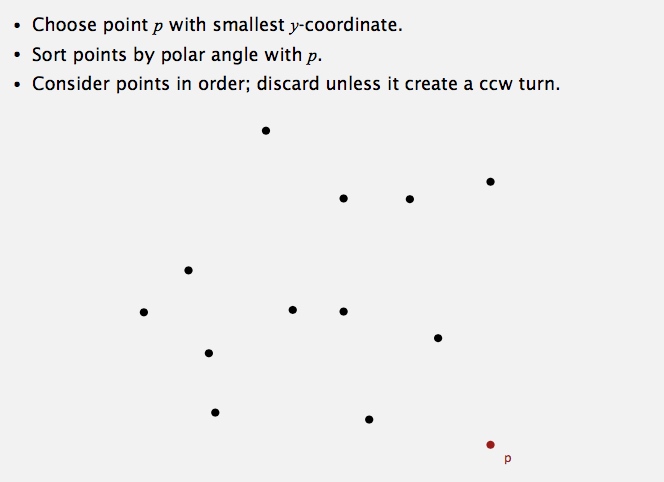 • Choose point p with smallest y-coordinate.
• Sort points by polar angle with p.
• Consider points in order; discard unless it create a ccw turn.
p